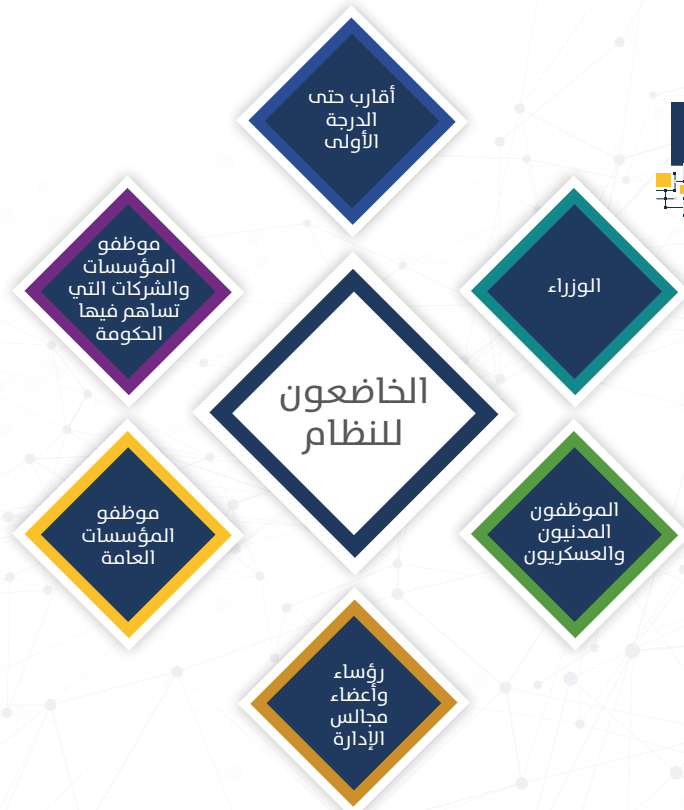 أقارب حتى
الدرجة
الأولى
الوزراء
موظفو
المؤسسات
والشركات التي
تساهم فيها
الحكومة
الخاضعون
للنظام
الموظفون
المدنيون
والعسكريون
موظفو
المؤسسات
العامة
رؤساء
وأعضاء
مجالس
الإدارة